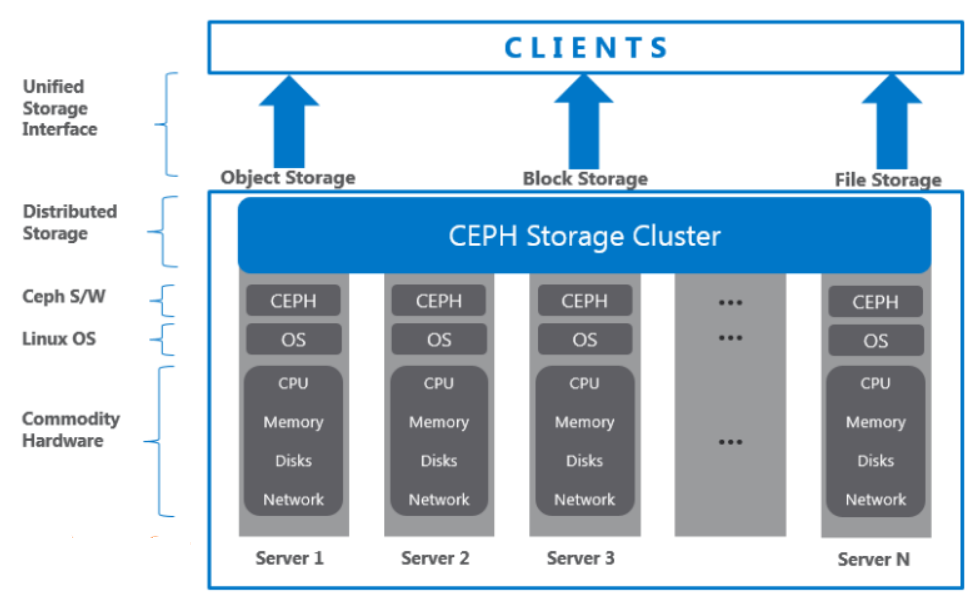 CLIENTS
Unified
Storage
Interface
Object Storage
Block Storage
File Storage
Distributed
Storage
CEPH Storage Cluster
Ceph S/W
CEPH
CEPH
CEPH
...
CEPH
Linux OS
OS
OS
OS
...
OS
Commodity
Hardware
CPU
Memory
Disks
Network
CPU
Memory
Disks
Network
CPU
Memory
Disks
Network
...
CPU
Memory
Disks
Network
Server 1
Server 2
Server 3
Server N